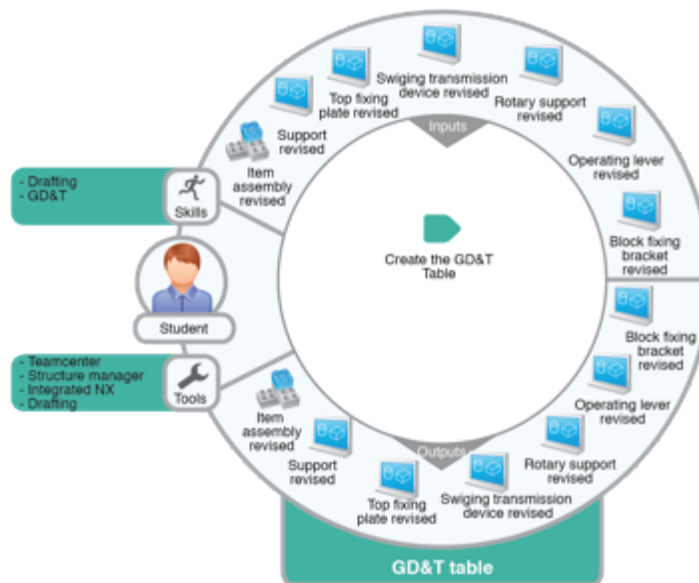 Swiging transmission
device revised
Top fixing
plate revised
Rotary support
revised
Support
revised
Inputs
Operating lever
revised
Item
assembly
revised
- Drafting
- GD&T
Skills
Block fixing
bracket
revised
Create the GD&T
Table
Student
Block fixing
bracket
revised
- Teamcenter
- Structure manager
- Integrated NX
- Drafting
Tools
Operating lever
revised
Item
assembly
revised
Outputs
Support
revised
Rotary support
revised
Top fixing
plate revised
Swiging transmission
device revised
GD&T table